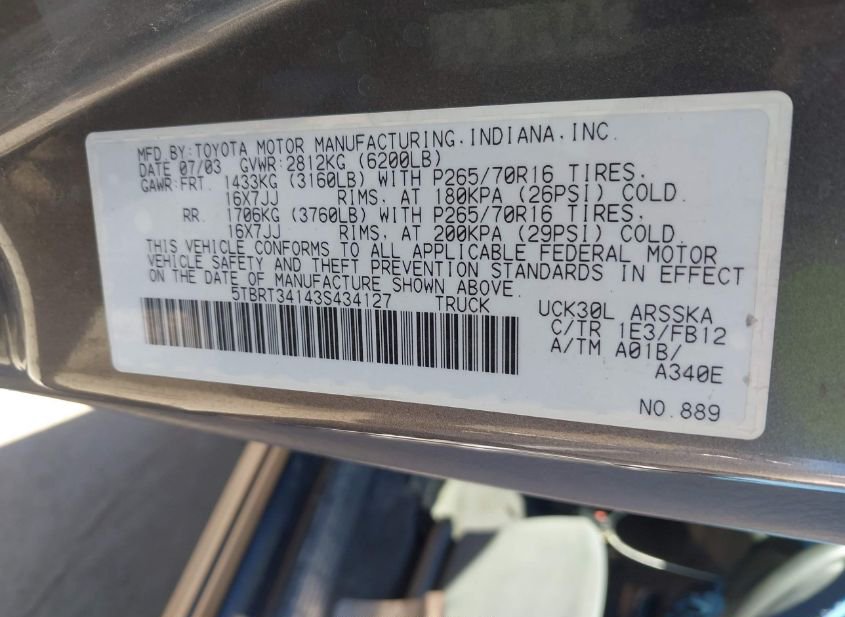 MFD.BY:TOYOTA MOTOR MANUFACTURING.INDIANA.INC.
DATE 07/03 GVWR:2812KG (6200LB)
GAWR:FRT. 1433KG (3160LB) WITH P265/70R16 TIRES.
16X7JJ RIMS. AT 180KPA (26PSI) COLD.
RR. 1706KG (3760LB) WITH P265/70R16 TIRES.
16X7JJ RIMS. AT 200KPA (29PSI) COLD.
THIS VEHICLE CONFORMS TO ALL APPLICABLE FEDERAL MOTOR
VEHICLE SAFETY AND THEFT PREVENTION STANDARDS IN EFFECT
ON THE DATE OF MANUFACTURE SHOWN ABOVE.
5TBRT34143S434127 TRUCK
UCK30L ARSSKA
C/TR 1E3/FB12
A/TM A01B/
A340E
NO.889